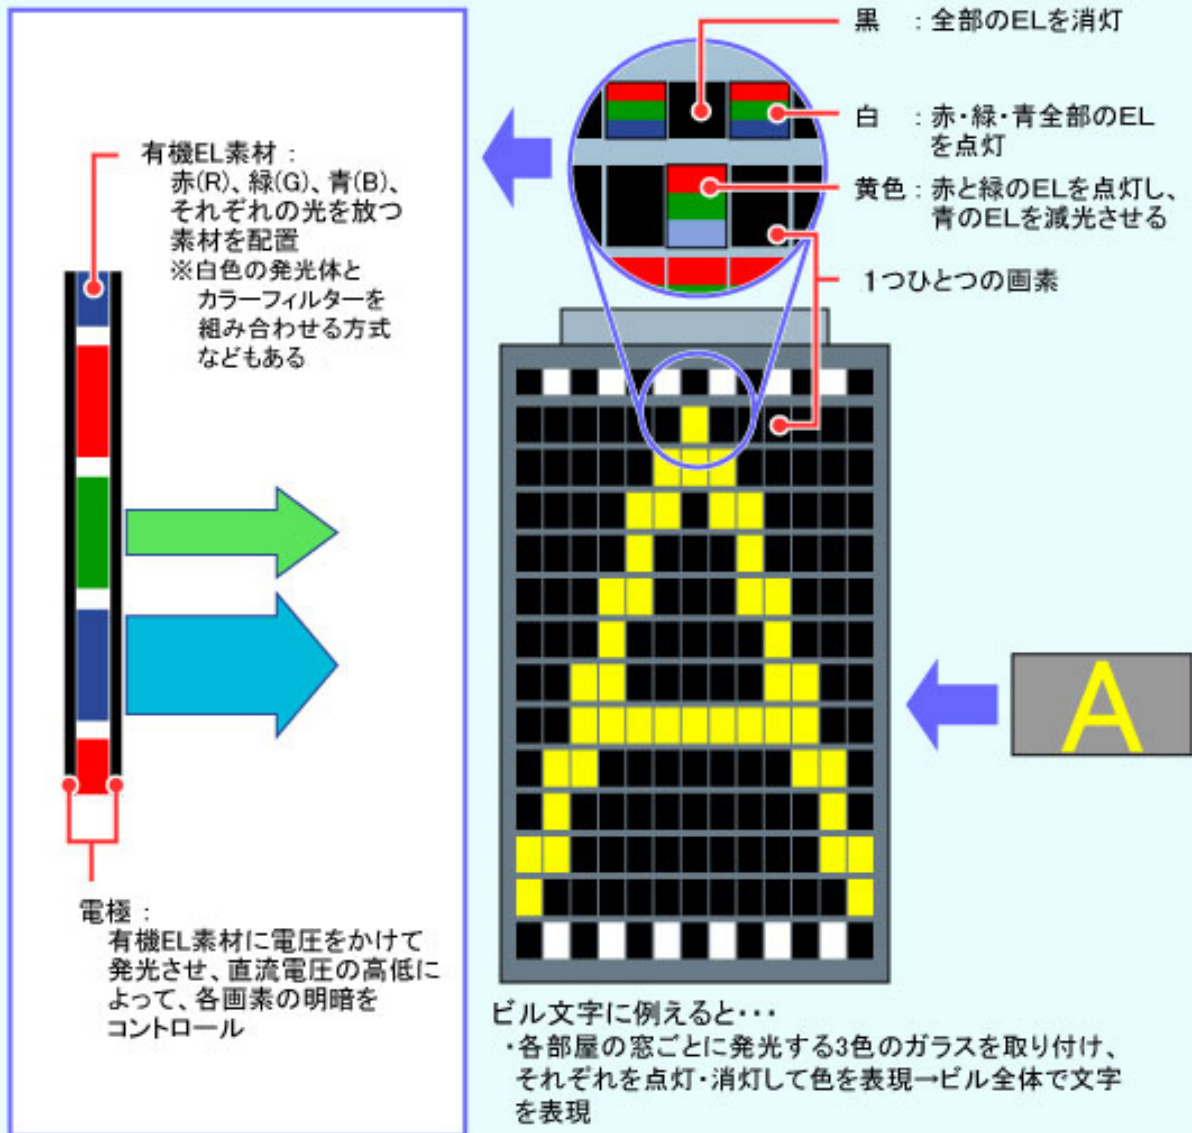 黒 ：全部のELを消灯
白 ：赤・緑・青全部のEL
を点灯
黄色：赤と緑のELを点灯し、
青のELを減光させる
1つひとつの画素
有機EL素材：
赤(R)、緑(G)、青(B)、
それぞれの光を放つ
素材を配置
※白色の発光体と
カラーフィルターを
組み合わせる方式
などもある
電極：
有機EL素材に電圧をかけて
発光させ、直流電圧の高低に
よって、各画素の明暗を
コントロール
A
ビル文字に例えると・・・
・各部屋の窓ごとに発光する3色のガラスを取り付け、
それぞれを点灯・消灯して色を表現→ビル全体で文字
を表現